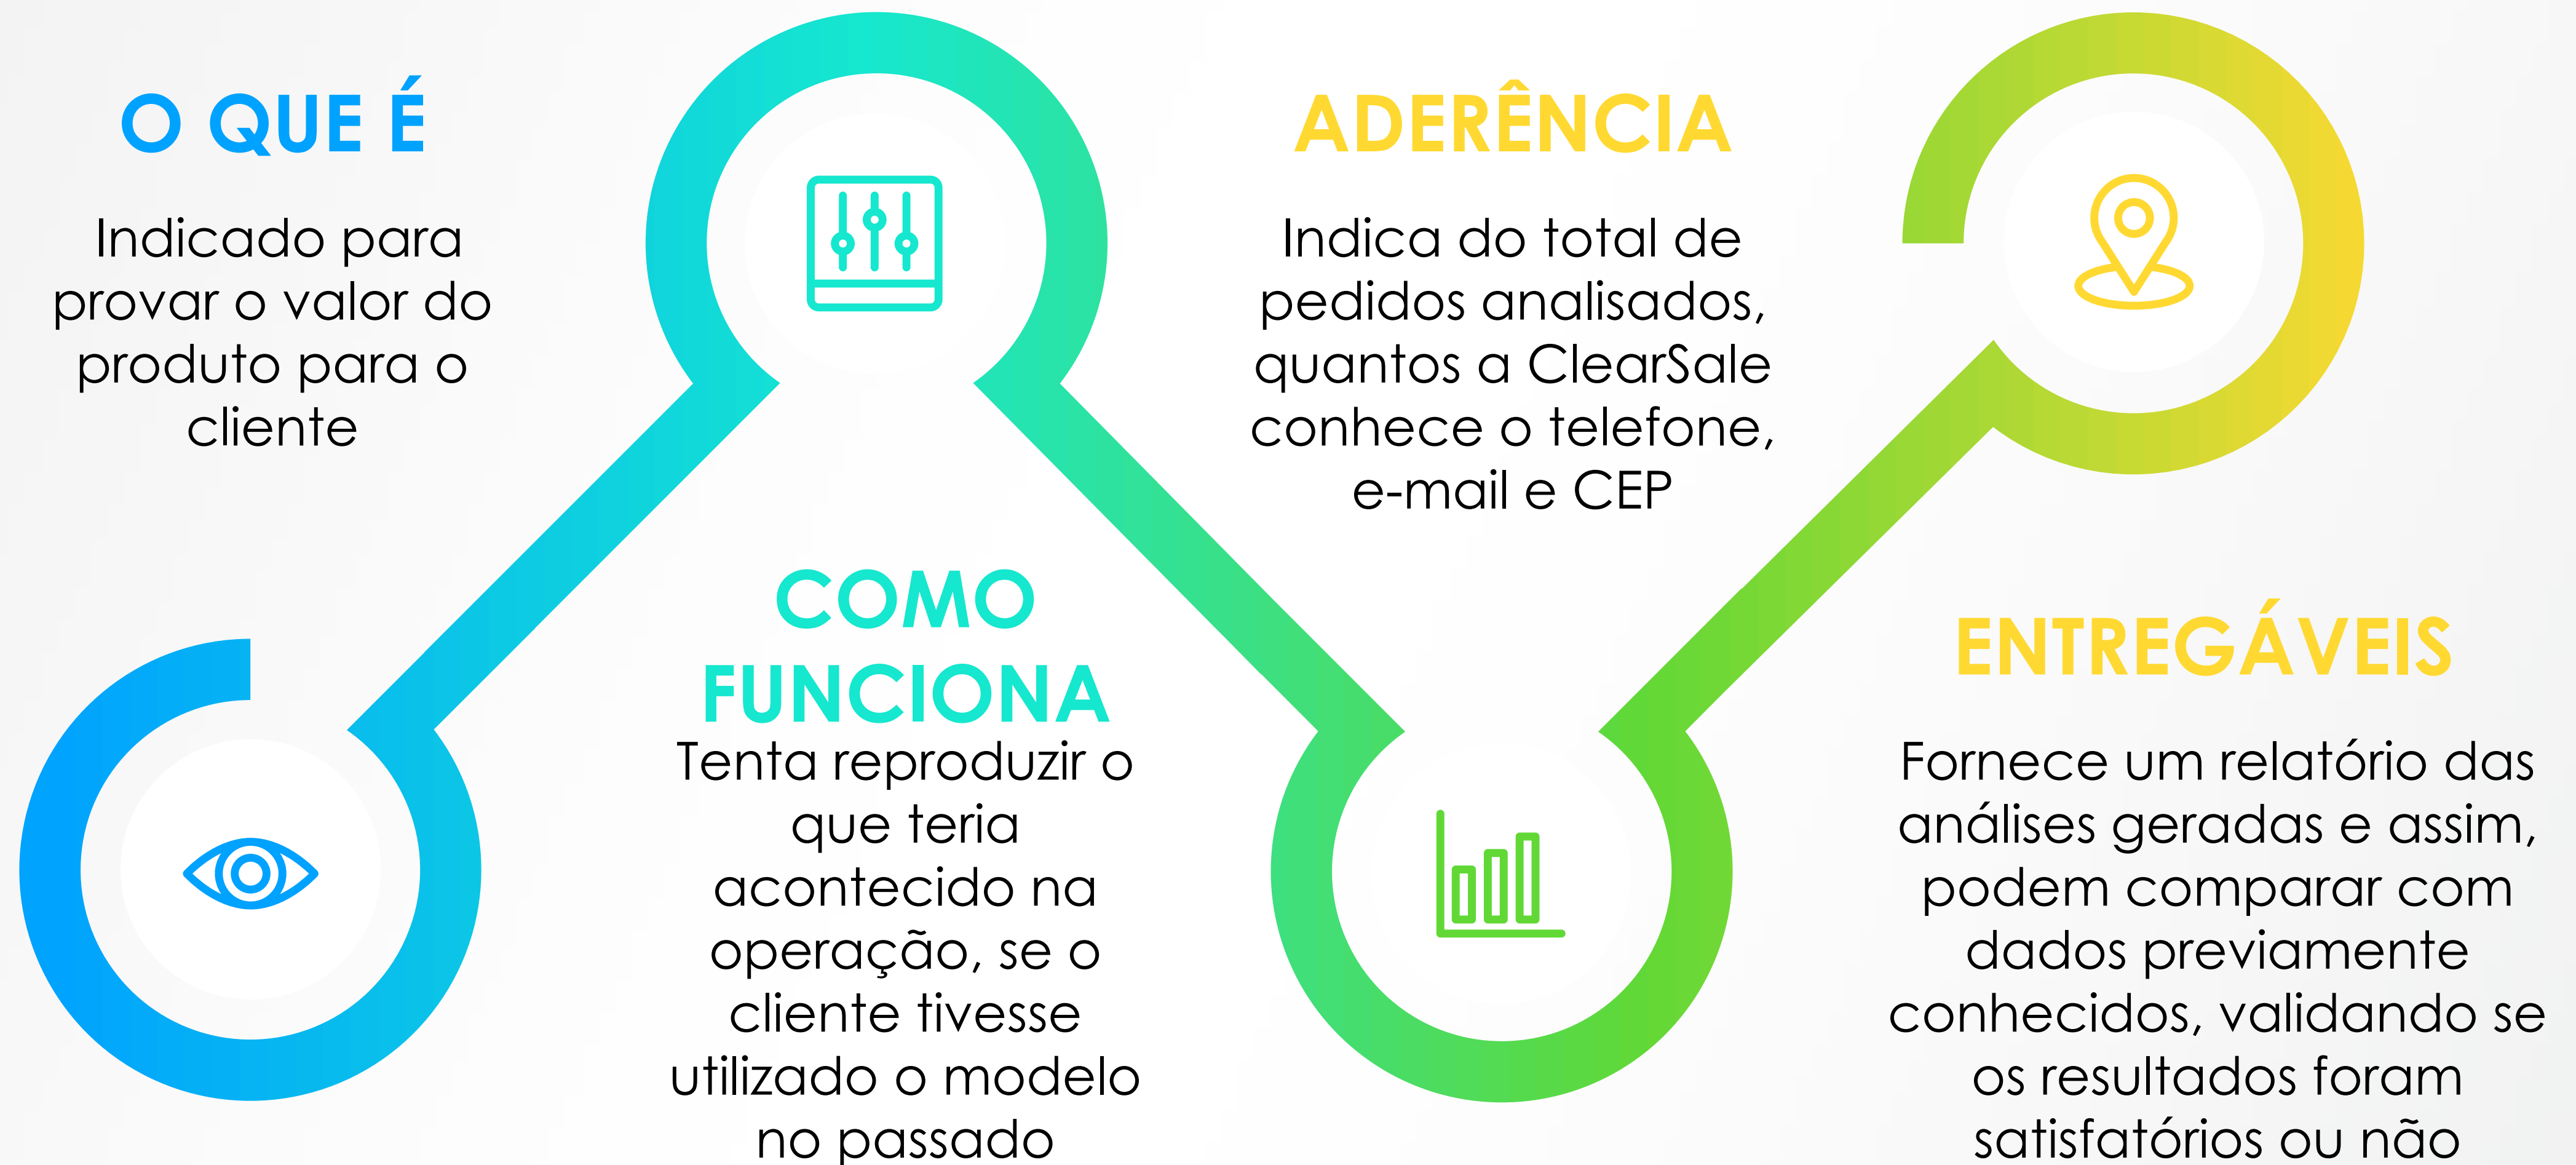 O QUE É
Indicado para
provar o valor do
produto para o
cliente
COMO
FUNCIONA
Tenta reproduzir o
que teria
acontecido na
operação, se o
cliente tivesse
utilizado o modelo
no passado
ADERÊNCIA
Indica do total de
pedidos analisados,
quantos a ClearSale
conhece o telefone,
e-mail e CEP
ENTREGÁVEIS
Fornece um relatório das
análises geradas e assim,
podem comparar com
dados previamente
conhecidos, validando se
os resultados foram
satisfatórios ou não